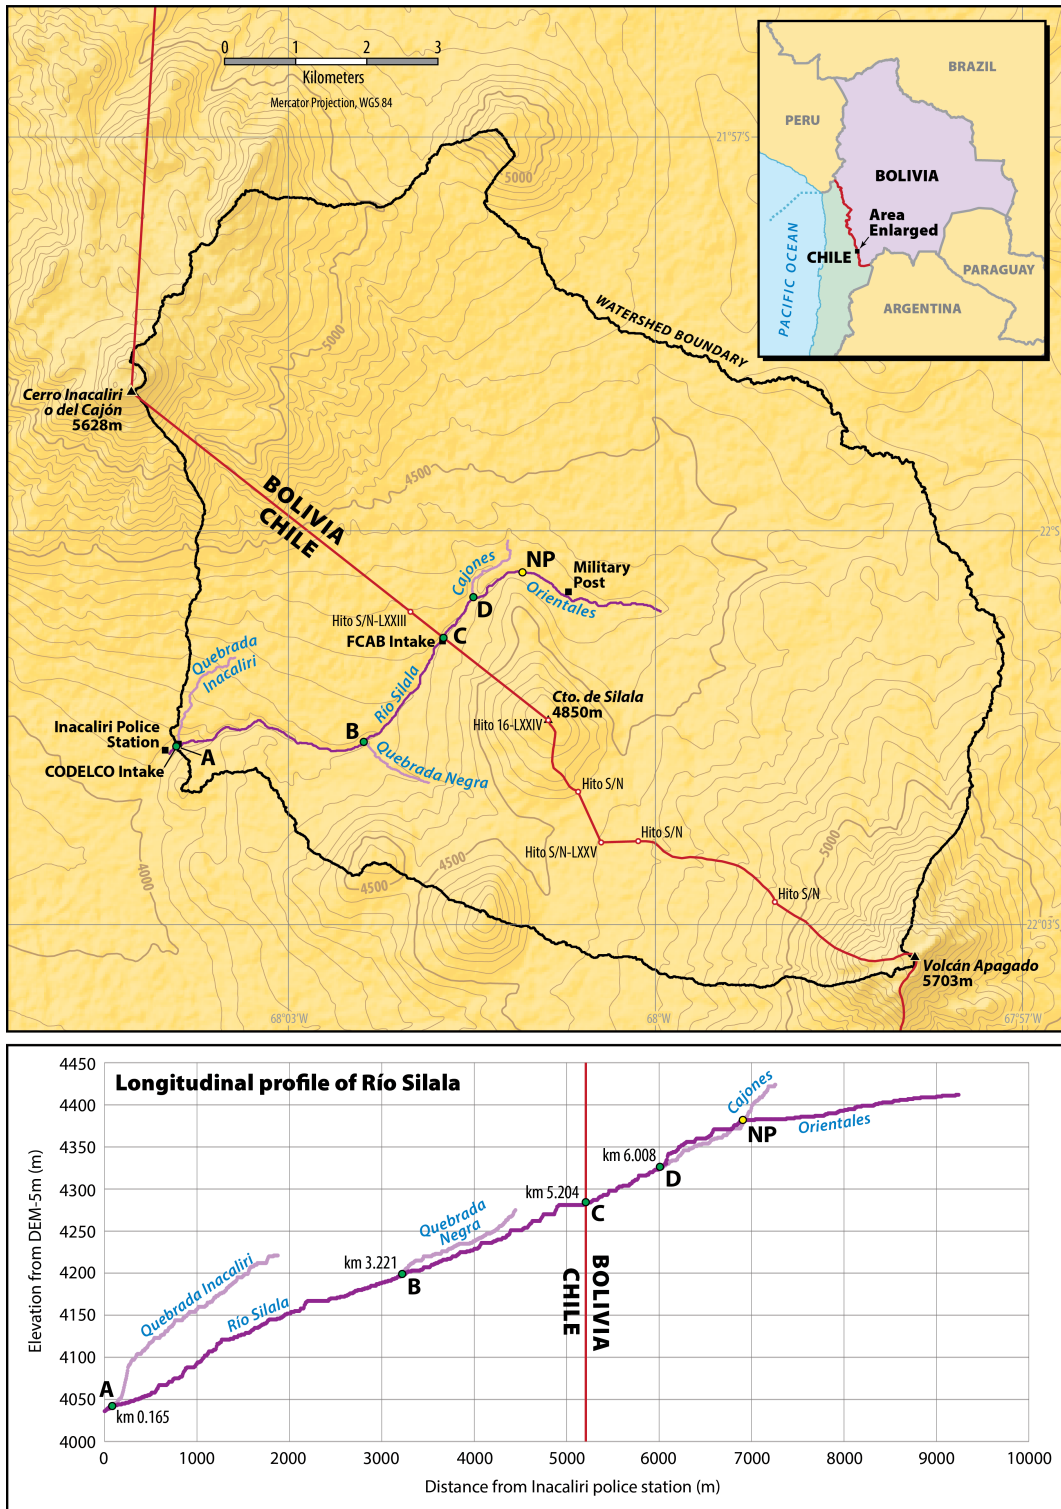 0 1 2 3
Kilometers
Mercator Projection, WGS 84
21°57'S
5000
PERU
BRAZIL
BOLIVIA
Area
Enlarged
CHILE
PACIFIC OCEAN
PARAGUAY
ARGENTINA
WATERSHED BOUNDARY
5000
Cerro Inacaliri
o del Cajón
5628m
4500
BOLIVIA
CHILE
22°S
Cajones
NP
Military
Post
Orientales
D
Hito S/N-LXXIII
FCAB Intake
C
Quebrada
Inacaliri
Río Silala
Cto. de Silala
4850m
Hito 16-LXXIV
Inacaliri Police
Station
CODELCO Intake
A
B
Quebrada Negra
Hito S/N
Hito S/N
Hito S/N-LXXV
5000
4000
4500
4500
Hito S/N
22°03'S
Volcán Apagado
5703m
68°03'W
68°W
67°57'W
Longitudinal profile of Río Silala
Elevation from DEM-5m (m)
4450
4400
4350
4300
4250
4200
4150
4100
4050
4000
Cajones
NP
Orientales
km 6.008
D
km 5.204
C
Quebrada
Negra
km 3.221
B
BOLIVIA
CHILE
Quebrada Inacaliri
Río Silala
A
km 0.165
0 1000 2000 3000 4000 5000 6000 7000 8000 9000 10000
Distance from Inacaliri police station (m)